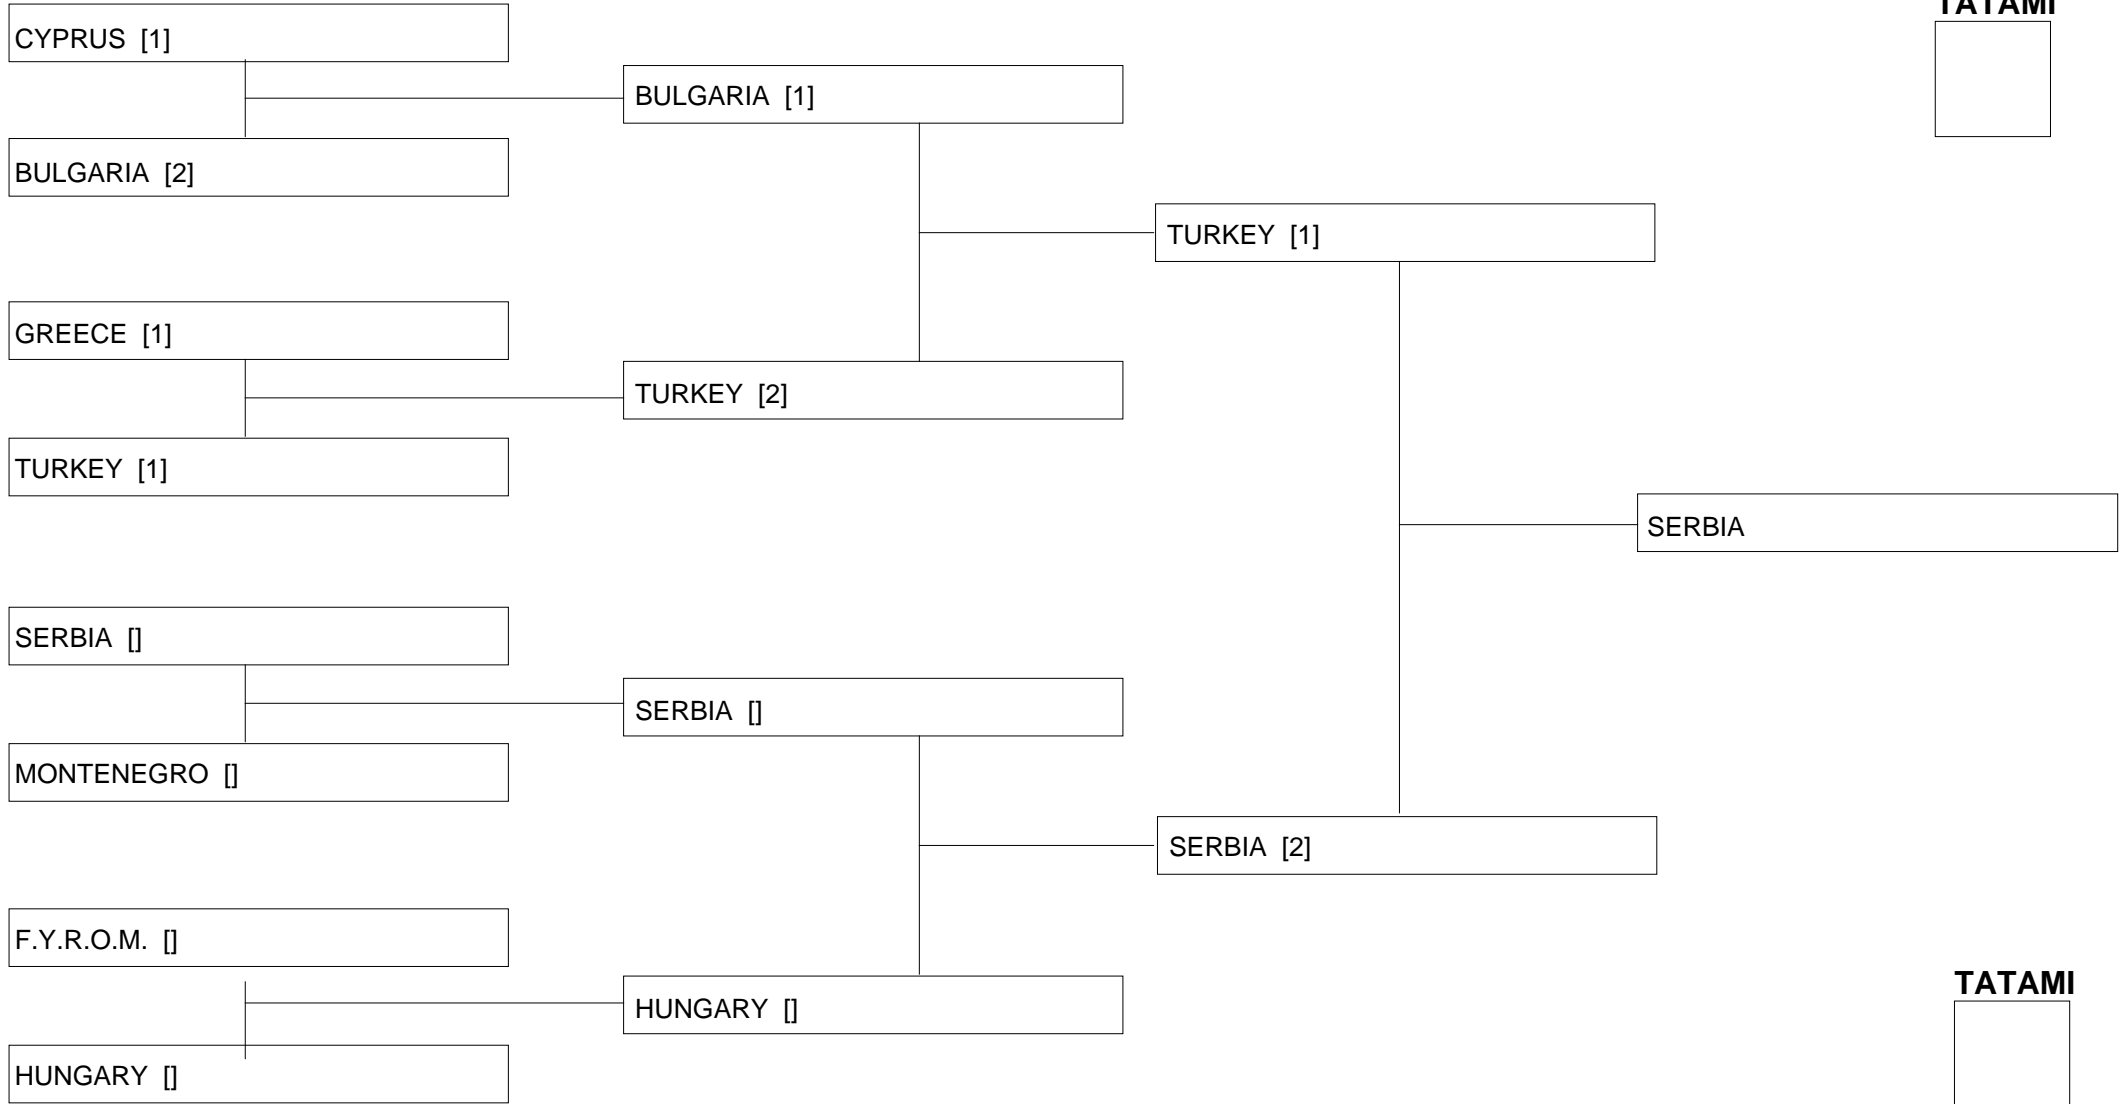 TATAMI
CYPRUS [1]
BULGARIA [1]
BULGARIA [2]
TURKEY [1]
GREECE [1]
TURKEY [2]
TURKEY [1]
SERBIA
SERBIA []
SERBIA []
MONTENEGRO []
SERBIA [2]
F.Y.R.O.M. []
TATAMI
HUNGARY []
HUNGARY []